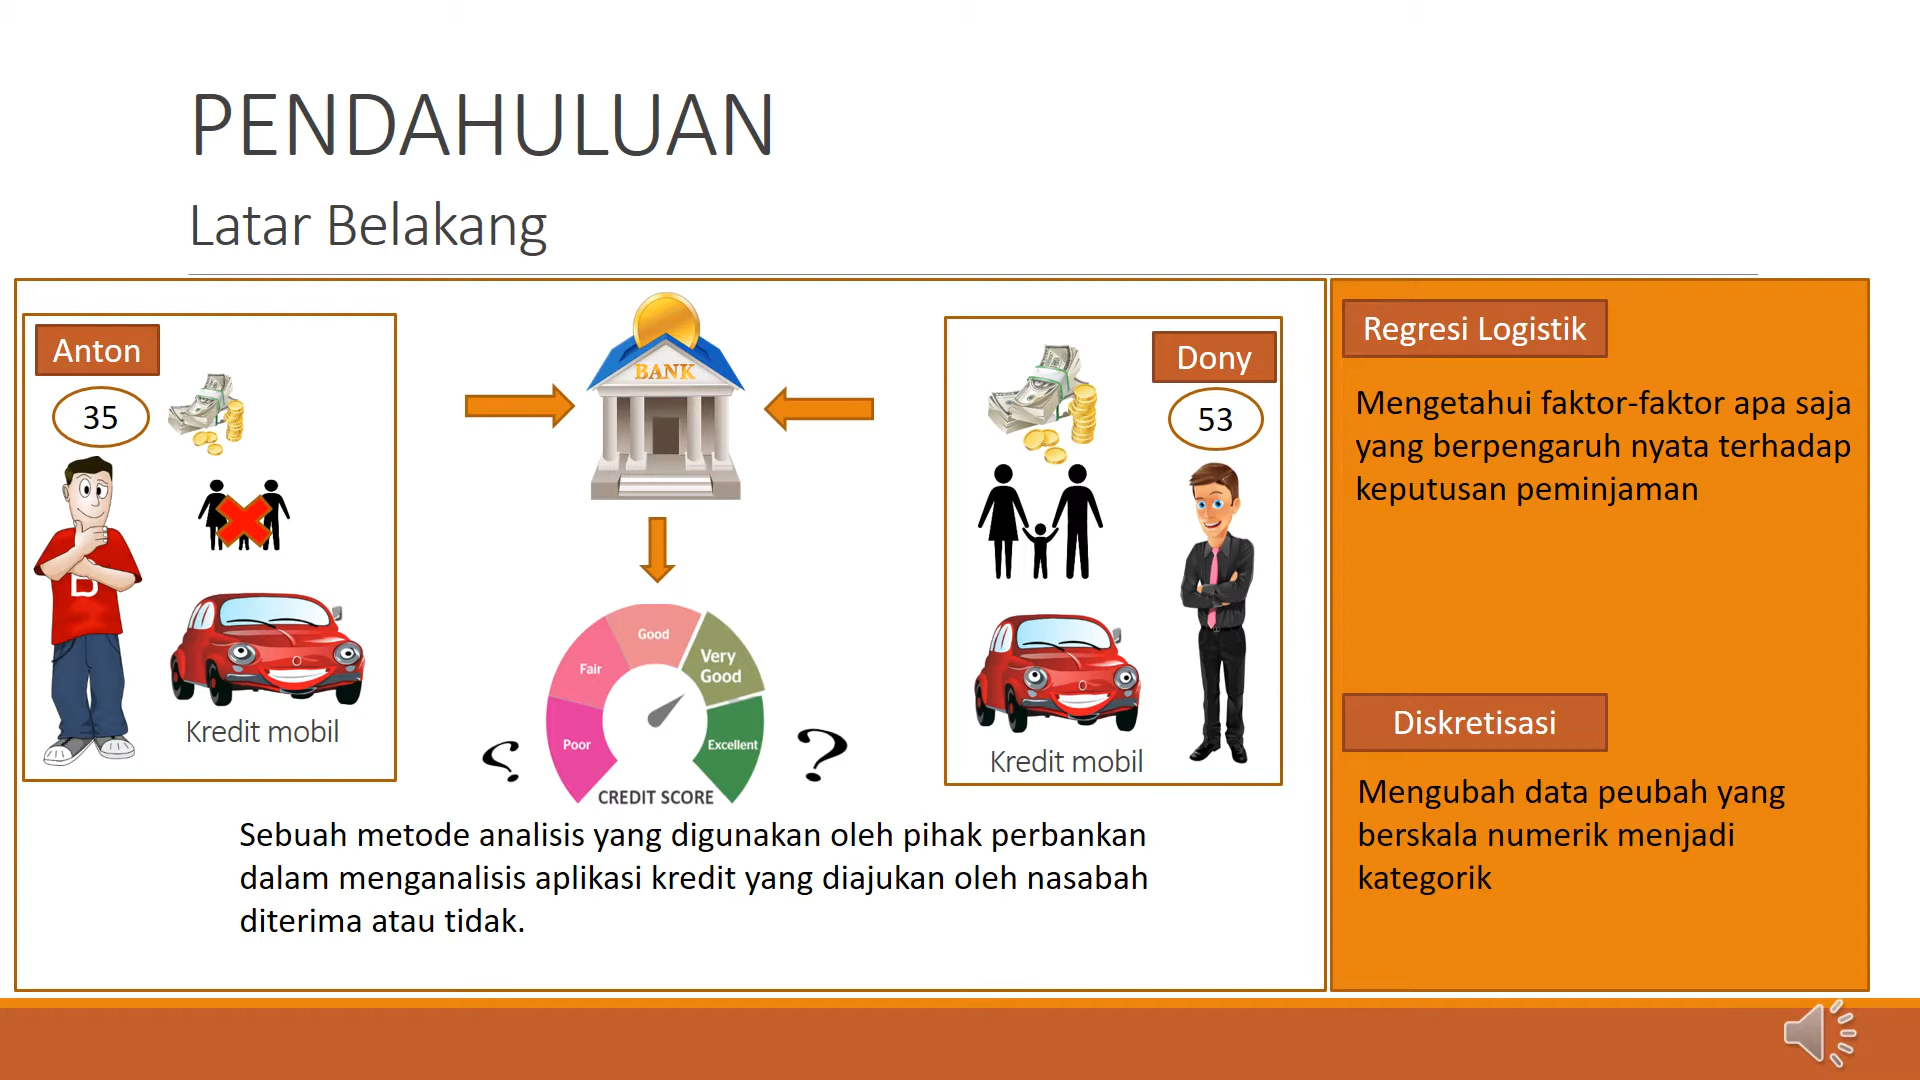 PENDAHULUAN
Latar Belakang
Anton
35
Kredit mobil
BANK
Dony
53
Kredit mobil
Poor
Fair
Good
Very
Good
Excellent
CREDIT SCORE
?
?
Sebuah metode analisis yang digunakan oleh pihak perbankan
dalam menganalisis aplikasi kredit yang diajukan oleh nasabah
diterima atau tidak.
Regresi Logistik
Mengetahui faktor-faktor apa saja
yang berpengaruh nyata terhadap
keputusan peminjaman
Diskretisasi
Mengubah data peubah yang
berskala numerik menjadi
kategorik